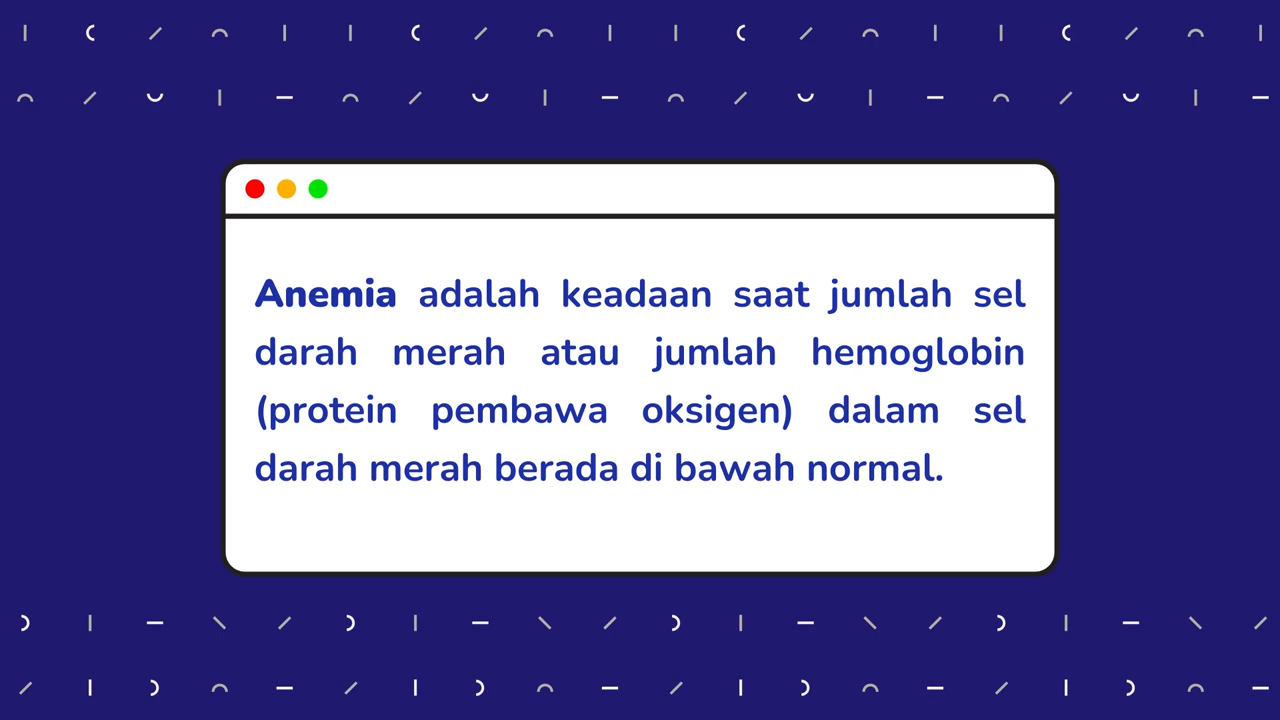 Anemia adalah keadaan saat jumlah sel
darah merah atau jumlah hemoglobin
(protein pembawa oksigen) dalam sel
darah merah berada di bawah normal.